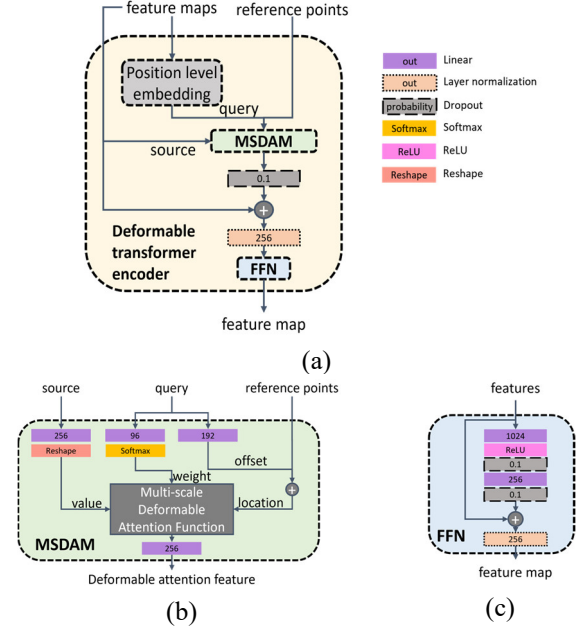 feature maps
reference points
Position level
embedding
query
source
MSDAM
0.1
+
256
Deformable
transformer
encoder
FFN
feature map
out Linear
out Layer normalization
probability Dropout
Softmax Softmax
ReLU ReLU
Reshape Reshape
(a)
source query reference points
256 96 192
Reshape Softmax
offset
weight
value location
+
Multi-scale
Deformable
Attention Function
256
MSDAM
Deformable attention feature
(b)
features
1024
ReLU
0.1
256
0.1
+
256
FFN
feature map
(c)